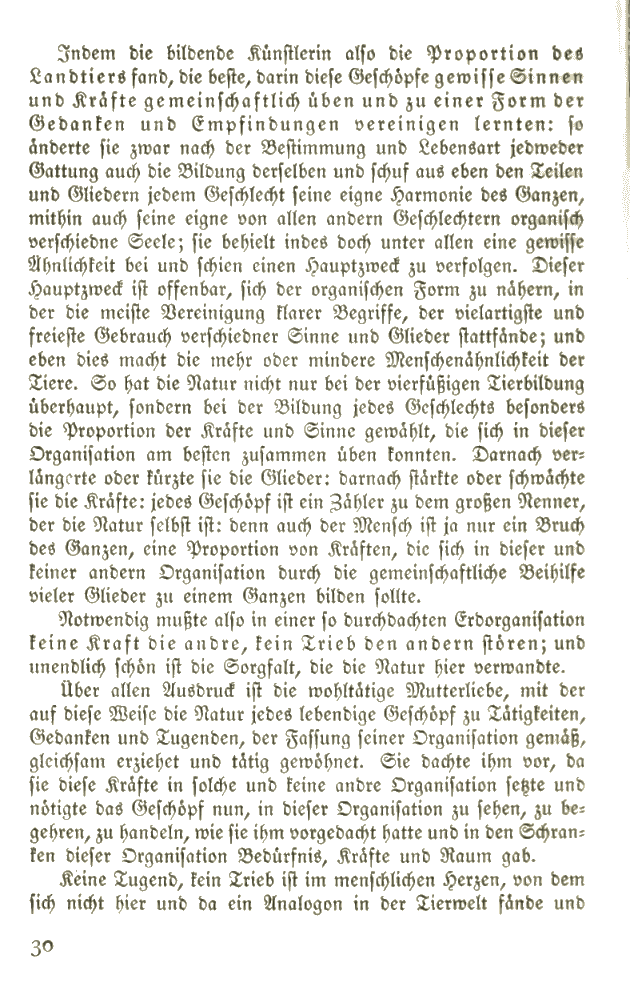 Indem die bildende Künstlerin also die Proportion des
Landtiers fand, die beste, darin diese Geschöpfe gewisse Sinnen
und Kräfte gemeinschaftlich üben und zu einer Form der
Gedanken und Empfindungen vereinigen lernten: so
änderte sie zwar nach der Bestimmung und Lebensart jedweder
Gattung auch die Bildung derselben und schuf aus eben den Teilen
und Gliedern jedem Geschlecht seine eigne Harmonie des Ganzen,
mithin auch seine eigne von allen andern Geschlechtern organisch
verschiedne Seele; sie behielt indes doch unter allen eine gewisse
Ähnlichkeit bei und schien einen Hauptzweck zu verfolgen. Dieser
Hauptzweck ist offenbar, sich der organischen Form zu nähern, in
der die meiste Vereinigung klarer Begriffe, der vielartigste und
freieste Gebrauch verschiedner Sinne und Glieder stattfände; und
eben dies macht die mehr oder mindere Menschenähnlichkeit der
Tiere. So hat die Natur nicht nur bei der vierfüßigen Tierbildung
überhaupt, sondern bei der Bildung jedes Geschlechts besonders
die Proportion der Kräfte und Sinne gewählt, die sich in dieser
Organisation am besten zusammen üben konnten. Darnach ver-
längerte oder kürzte sie die Glieder: darnach stärkte oder schwächte
sie die Kräfte: jedes Geschöpf ist ein Zähler zu dem großen Nenner,
der die Natur selbst ist: denn auch der Mensch ist ja nur ein Bruch
des Ganzen, eine Proportion von Kräften, die sich in dieser und
keiner andern Organisation durch die gemeinschaftliche Beihilfe
vieler Glieder zu einem Ganzen bilden sollte.
Notwendig mußte also in einer so durchdachten Erdorganisation
keine Kraft die andre, kein Trieb den andern stören; und
unendlich schön ist die Sorgfalt, die die Natur hier verwandte.
Über allen Ausdruck ist die wohltätige Mutterliebe, mit der
auf diese Weise die Natur jedes lebendige Geschöpf zu Tätigkeiten,
Gedanken und Tugenden, der Fassung seiner Organisation gemäß,
gleichsam erziehet und tätig gewöhnet. Sie dachte ihm vor, da
sie diese Kräfte in solche und keine andre Organisation setzte und
nötigte das Geschöpf nun, in dieser Organisation zu sehen, zu be-
gehren, zu handeln, wie sie ihm vorgedacht hatte und in den Schran-
ken dieser Organisation Bedürfnis, Kräfte und Raum gab.
Keine Tugend, kein Trieb ist im menschlichen Herzen, von dem
sich nicht hier und da ein Analogon in der Tierwelt fände und
30